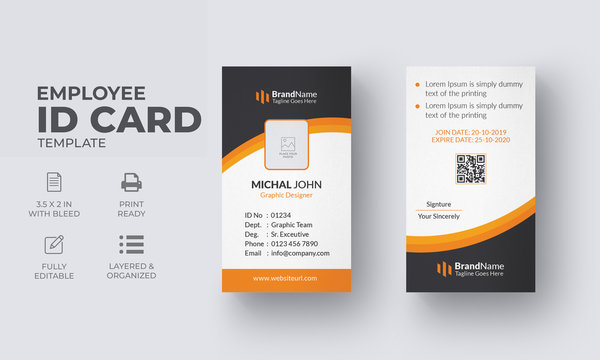 EMPLOYEE
ID CARD
TEMPLATE
3.5 X 2 IN
WITH BLEED
PRINT
READY
FULLY
EDITABLE
LAYERED &
ORGANIZED
BrandName
Tagline Goes Here
PLACE YOUR
PHOTO
MICHAL JOHN
Graphic Designer
ID No : 01234
Dept. : Graphic Team
Deg. : Sr. Exceutive
Phone : 0123 456 7890
Email : info@company.com
www.websiteurl.com
Lorem Ipsum is simply dummy
text of the printing
Lorem Ipsum is simply dummy
text of the printing
JOIN DATE: 20-10-2019
EXPIRE DATE: 25-10-2020
Signture
Your Sincerely
BrandName
Tagline Goes Here